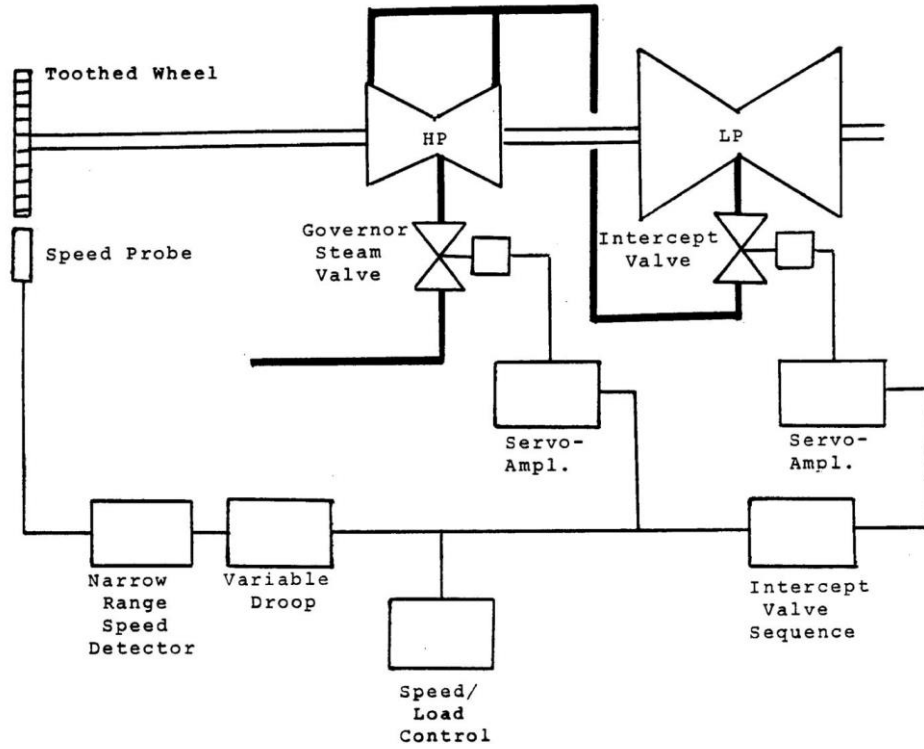 Toothed Wheel
HP
LP
Governor
Steam
Valve
Intercept
Valve
Speed Probe
Servo-
Ampl.
Servo-
Ampl.
Narrow
Range
Speed
Detector
Variable
Droop
Intercept
Valve
Sequence
Speed/
Load
Control